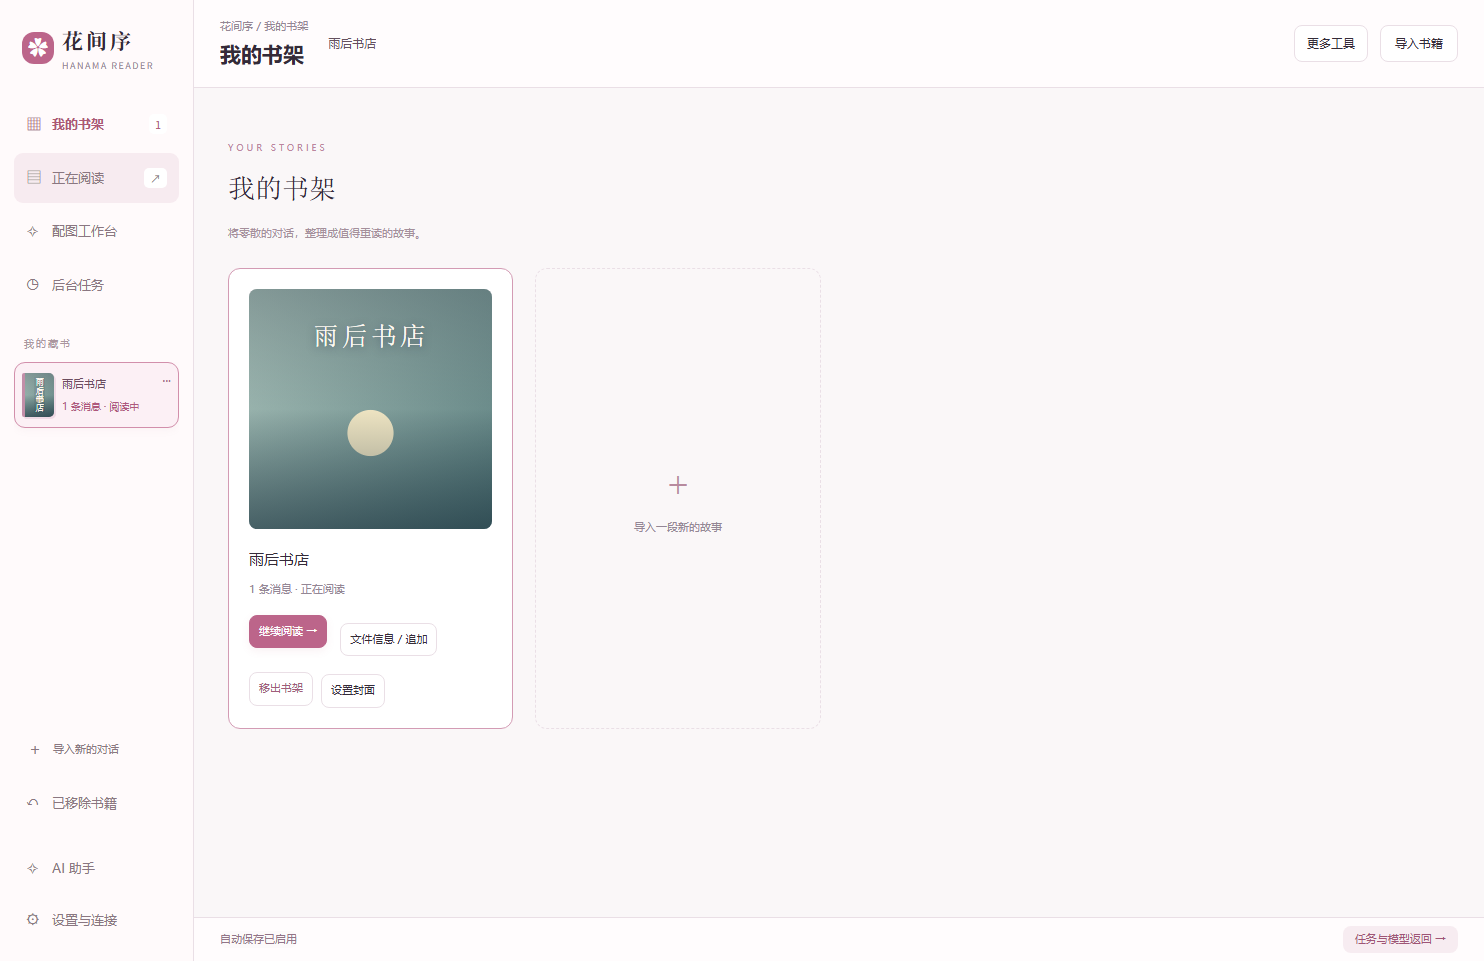 花间序
HANAMA READER
我的书架 1
正在阅读 ↗
配图工作台
后台任务
我的藏书
雨后书店
雨后书店
1 条消息 · 阅读中
+ 导入新的对话
已移除书籍
AI 助手
设置与连接
花间序 / 我的书架
我的书架
雨后书店
更多工具
导入书籍
YOUR STORIES
我的书架
将零散的对话，整理成值得重读的故事。
雨后书店
雨后书店
1 条消息 · 正在阅读
继续阅读 →
文件信息 / 追加
移出书架
设置封面
+
导入一段新的故事
自动保存已启用
任务与模型返回 →